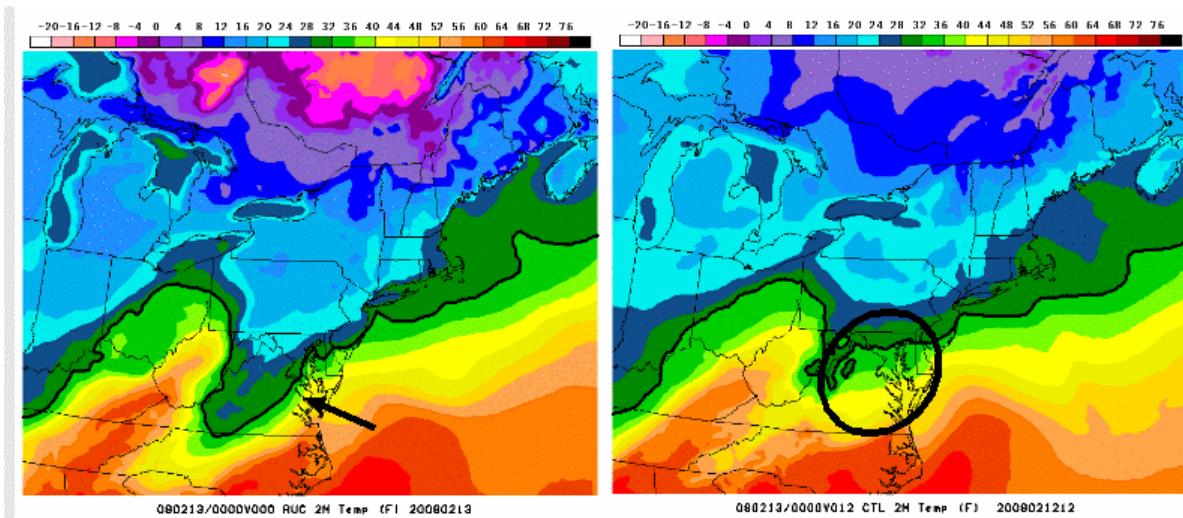 -20-16-12-8 -4 0 4 8 12 16 20 24 28 32 36 40 44 48 52 56 60 64 68 72 76
-20-16-12-8 -4 0 4 8 12 16 20 24 28 32 36 40 44 48 52 56 60 64 68 72 76
080213/0000V000 RUC 2M Temp (F) 20080213
080213/0000V012 CTL 2M Temp (F) 2008021212